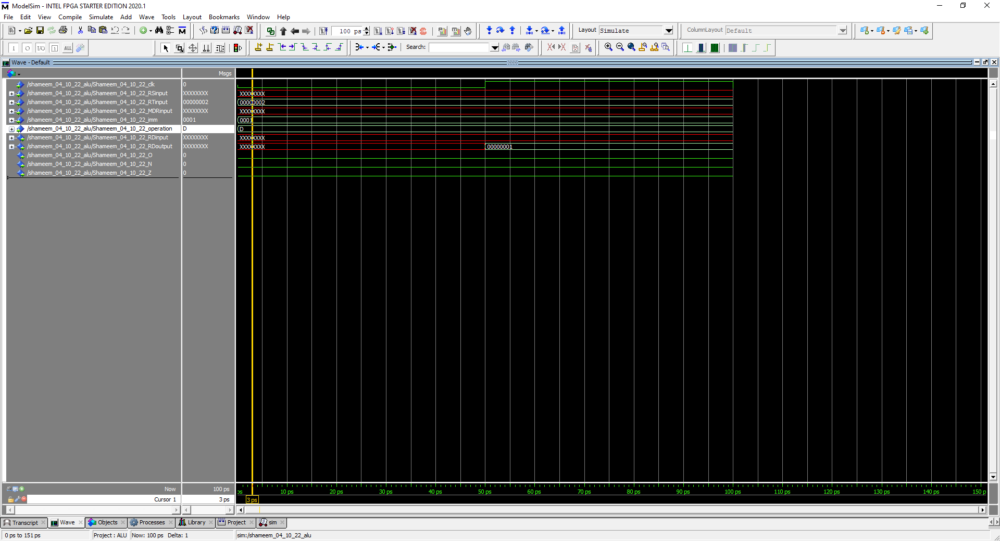 ModelSim - INTEL FPGA STARTER EDITION 2020.1
File Edit View Compile Simulate Add Wave Tools Layout Bookmarks Window Help
100 ps Layout Simulate ColumnLayout Default
ALL Search:
Wave - Default
Msgs
/shameem_04_10_22_alu/Shameem_04_10_22_clk 0
/shameem_04_10_22_alu/Shameem_04_10_22_RSinput XXXXXXXX XXXXXXXX
/shameem_04_10_22_alu/Shameem_04_10_22_RTinput 00000002 00000002
/shameem_04_10_22_alu/Shameem_04_10_22_MDRinput XXXXXXXX XXXXXXXX
/shameem_04_10_22_alu/Shameem_04_10_22_imm 0001 0001
/shameem_04_10_22_alu/Shameem_04_10_22_operation D D
/shameem_04_10_22_alu/Shameem_04_10_22_RDinput XXXXXXXX XXXXXXXX
/shameem_04_10_22_alu/Shameem_04_10_22_RDoutput XXXXXXXX XXXXXXXX 00000001
/shameem_04_10_22_alu/Shameem_04_10_22_O 0
/shameem_04_10_22_alu/Shameem_04_10_22_N 0
/shameem_04_10_22_alu/Shameem_04_10_22_Z 0
Now 100 ps ps 10 ps 20 ps 30 ps 40 ps 50 ps 60 ps 70 ps 80 ps 90 ps 100 ps 110 ps 120 ps 130 ps 140 ps 150 p
Cursor 1 3 ps 3 ps
Transcript Wave Objects Processes Library Project sim
0 ps to 151 ps Project : ALU Now: 100 ps Delta: 1 sim:/shameem_04_10_22_alu